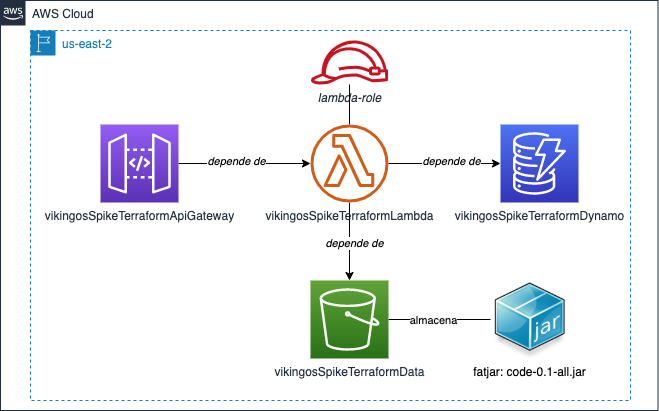 aws
AWS Cloud
us-east-2
lambda-role
</>
depende de
depende de
vikingosSpikeTerraformApiGateway
vikingosSpikeTerraformLambda
vikingosSpikeTerraformDynamo
depende de
jar
almacena
vikingosSpikeTerraformData
fatjar: code-0.1-all.jar